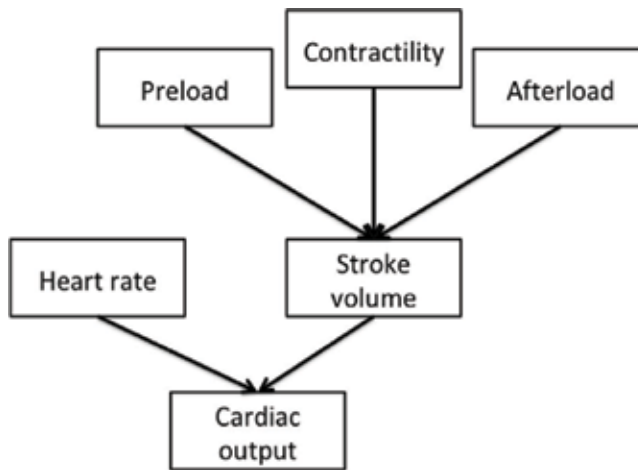 Contractility
Preload
Afterload
Heart rate
Stroke
volume
Cardiac
output